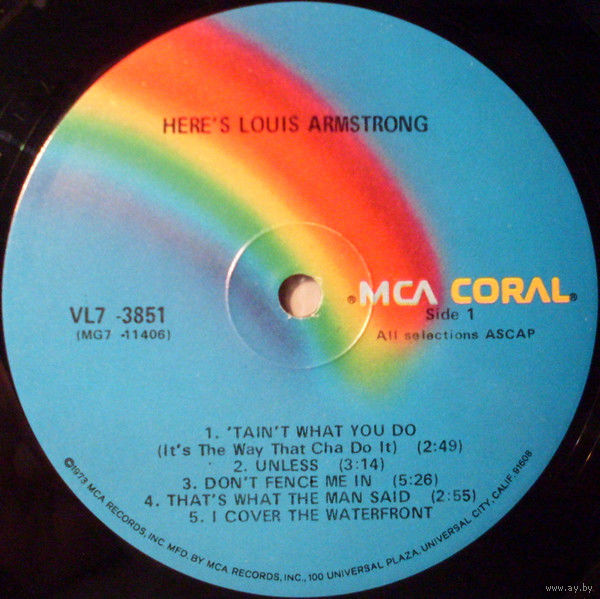 HERE'S LOUIS ARMSTRONG
®MCA CORAL®
VL7 -3851
(MG7 -11406)
Side 1
All selections ASCAP
1. 'TAIN'T WHAT YOU DO
(It's The Way That Cha Do It) (2:49)
2. UNLESS (3:14)
3. DON'T FENCE ME IN (5:26)
4. THAT'S WHAT THE MAN SAID (2:55)
5. I COVER THE WATERFRONT
©1973 MCA RECORDS, INC. MFD. BY MCA RECORDS, INC., 100 UNIVERSAL PLAZA, UNIVERSAL CITY, CALIF. 91608
www.ay.by